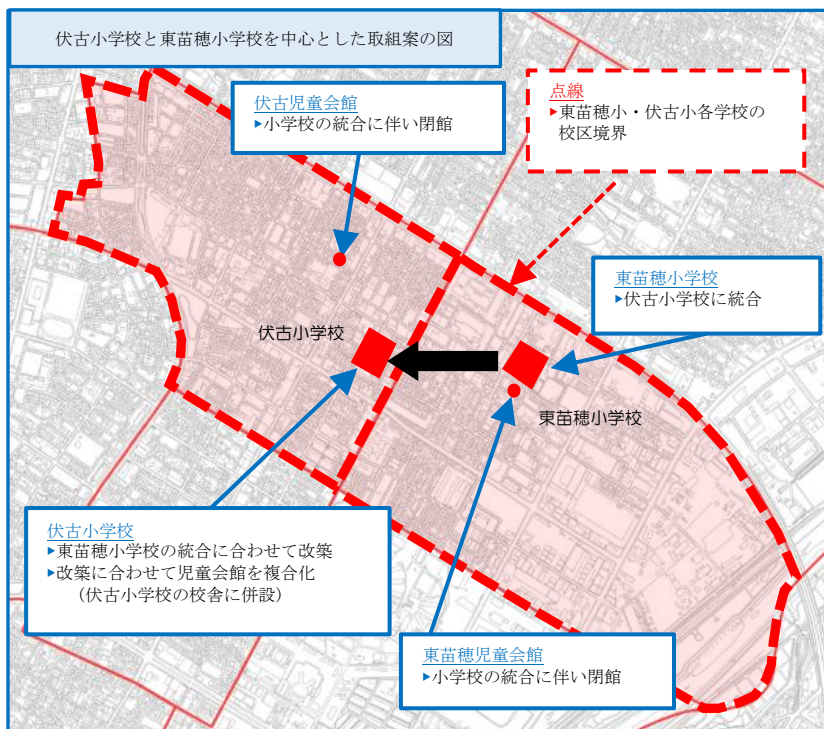 伏古小学校と東苗穂小学校を中心とした取組案の図
伏古児童会館
▶小学校の統合に伴い閉館
点線
▶東苗穂小・伏古小各学校の
校区境界
東苗穂小学校
▶伏古小学校に統合
伏古小学校
東苗穂小学校
伏古小学校
▶東苗穂小学校の統合に合わせて改築
▶改築に合わせて児童会館を複合化
（伏古小学校の校舎に併設）
東苗穂児童会館
▶小学校の統合に伴い閉館